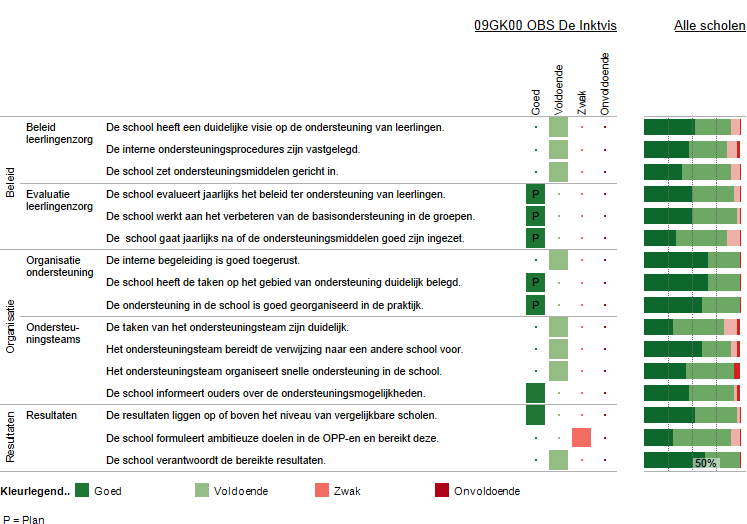 09GK00 OBS De Inktvis
Alle scholen
Goed
Voldoende
Zwak
Onvoldoende
Beleid
Beleid leerlingenzorg
De school heeft een duidelijke visie op de ondersteuning van leerlingen.
De interne ondersteuningsprocedures zijn vastgelegd.
De school zet ondersteuningsmiddelen gericht in.
Evaluatie leerlingenzorg
De school evalueert jaarlijks het beleid ter ondersteuning van leerlingen.
P
De school werkt aan het verbeteren van de basisondersteuning in de groepen.
P
De school gaat jaarlijks na of de ondersteuningsmiddelen goed zijn ingezet.
P
Organisatie
Organisatie ondersteuning
De interne begeleiding is goed toegerust.
De school heeft de taken op het gebied van ondersteuning duidelijk belegd.
P
De ondersteuning in de school is goed georganiseerd in de praktijk.
P
Ondersteu-
ningsteams
De taken van het ondersteuningsteam zijn duidelijk.
Het ondersteuningsteam bereidt de verwijzing naar een andere school voor.
Het ondersteuningsteam organiseert snelle ondersteuning in de school.
De school informeert ouders over de ondersteuningsmogelijkheden.
Resultaten
Resultaten
De resultaten liggen op of boven het niveau van vergelijkbare scholen.
De school formuleert ambitieuze doelen in de OPP-en en bereikt deze.
De school verantwoordt de bereikte resultaten.
50%
Kleurlegend..
Goed
Voldoende
Zwak
Onvoldoende
P = Plan